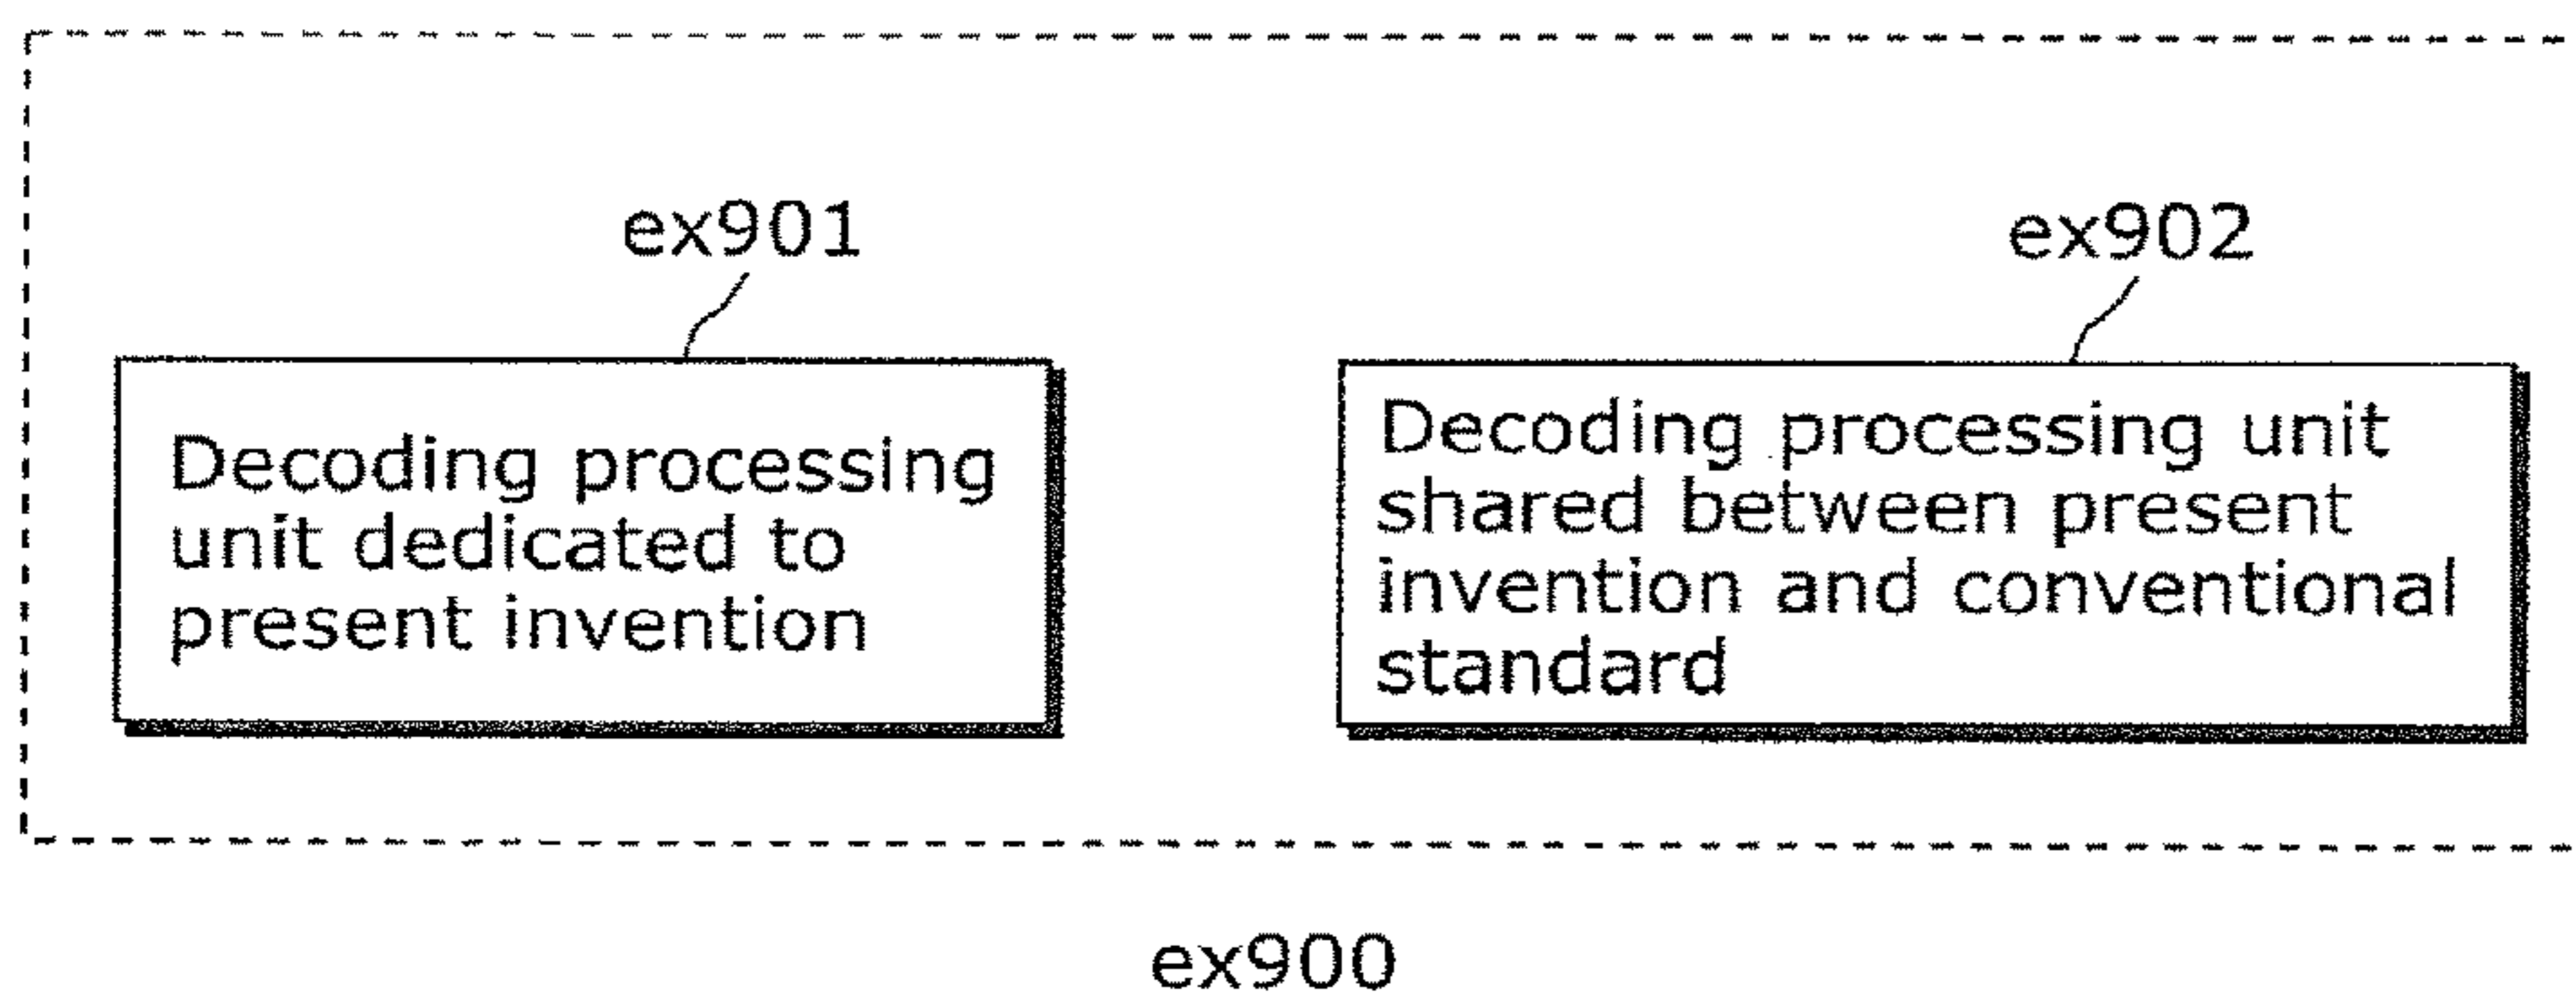 ex901
Decoding processing
unit dedicated to
present invention
ex902
Decoding processing unit
shared between present
invention and conventional
standard
ex900